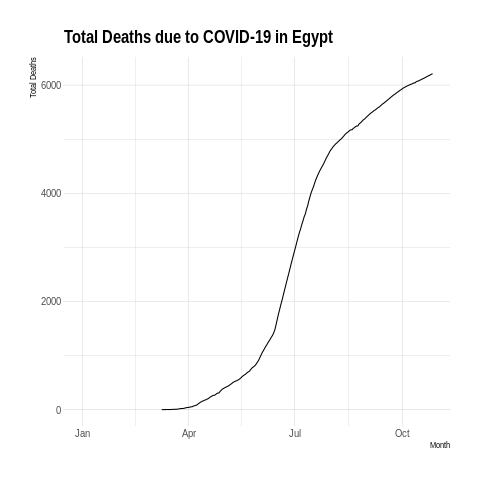 Total Deaths due to COVID-19 in Egypt
Total Deaths
6000
4000
2000
0
Jan Apr Jul Oct
Month